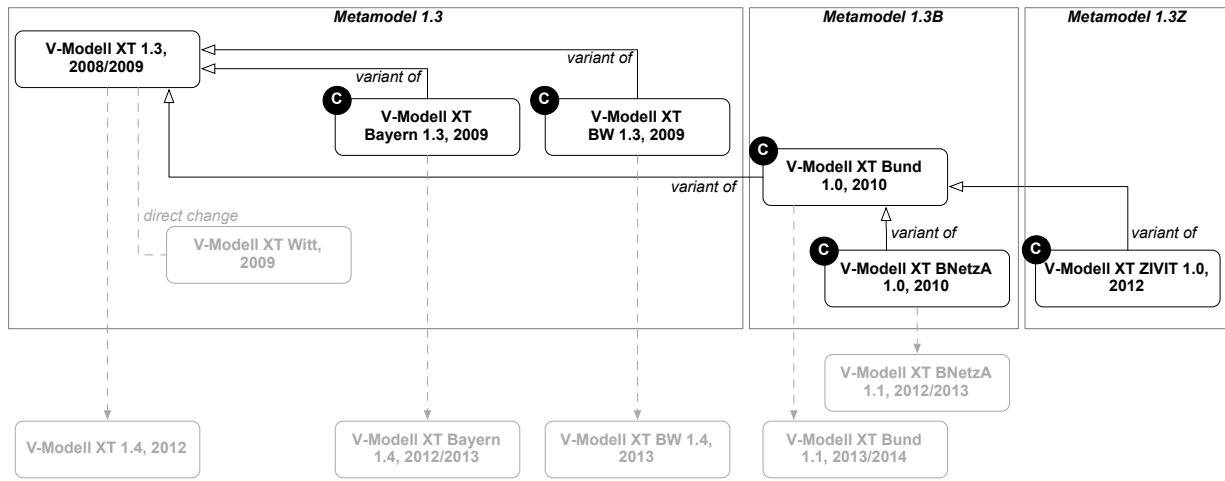 Metamodel 1.3
Metamodel 1.3B
Metamodel 1.3Z
V-Modell XT 1.3,
2008/2009
variant of
variant of
C
V-Modell XT
Bayern 1.3, 2009
C
V-Modell XT
BW 1.3, 2009
C
V-Modell XT Bund
1.0, 2010
variant of
direct change
V-Modell XT Witt,
2009
variant of
variant of
C
V-Modell XT BNetzA
1.0, 2010
C
V-Modell XT ZIVIT 1.0,
2012
V-Modell XT BNetzA
1.1, 2012/2013
V-Modell XT 1.4, 2012
V-Modell XT Bayern
1.4, 2012/2013
V-Modell XT BW 1.4,
2013
V-Modell XT Bund
1.1, 2013/2014